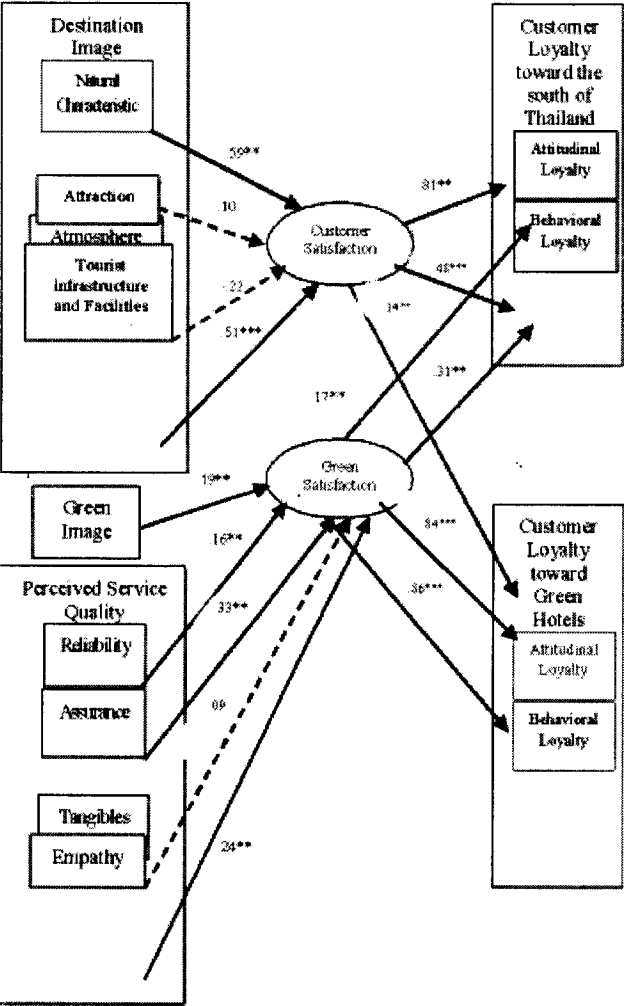 Destination
Image
Natural
Characteristic
Attraction
Atmosphere
Tourist
infrastructure
and Facilities
.59**
.10
-.22
.51***
Customer
Satisfaction
.81**
.48***
.14**
.17**
.31**
Customer
Loyalty
toward the
south of
Thailand
Attitudinal
Loyalty
Behavioral
Loyalty
Green
Image
.19**
.16**
.33**
.09
.24**
Green
Satisfaction
.84***
.86***
Perceived Service
Quality
Reliability
Assurance
Tangibles
Empathy
Customer
Loyalty
toward
Green
Hotels
Attitudinal
Loyalty
Behavioral
Loyalty